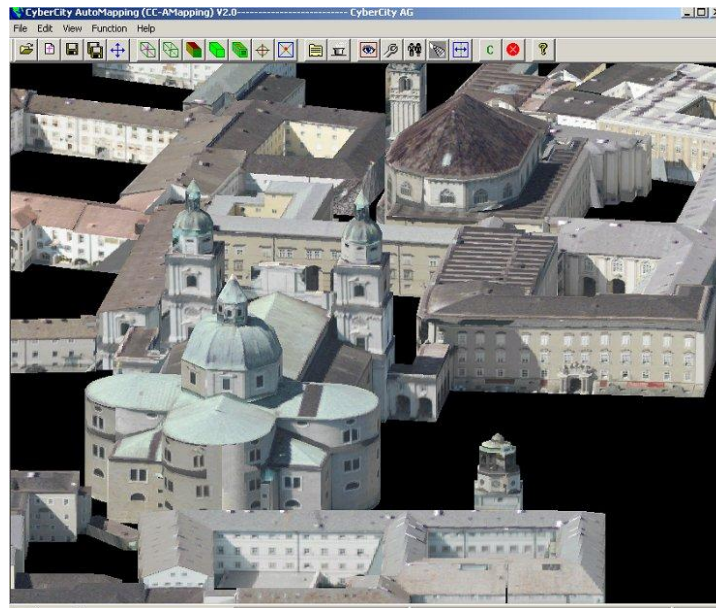 CyberCity AutoMapping (CC-AMapping) V2.0--------------------------- CyberCity AG
File Edit View Function Help
C
?